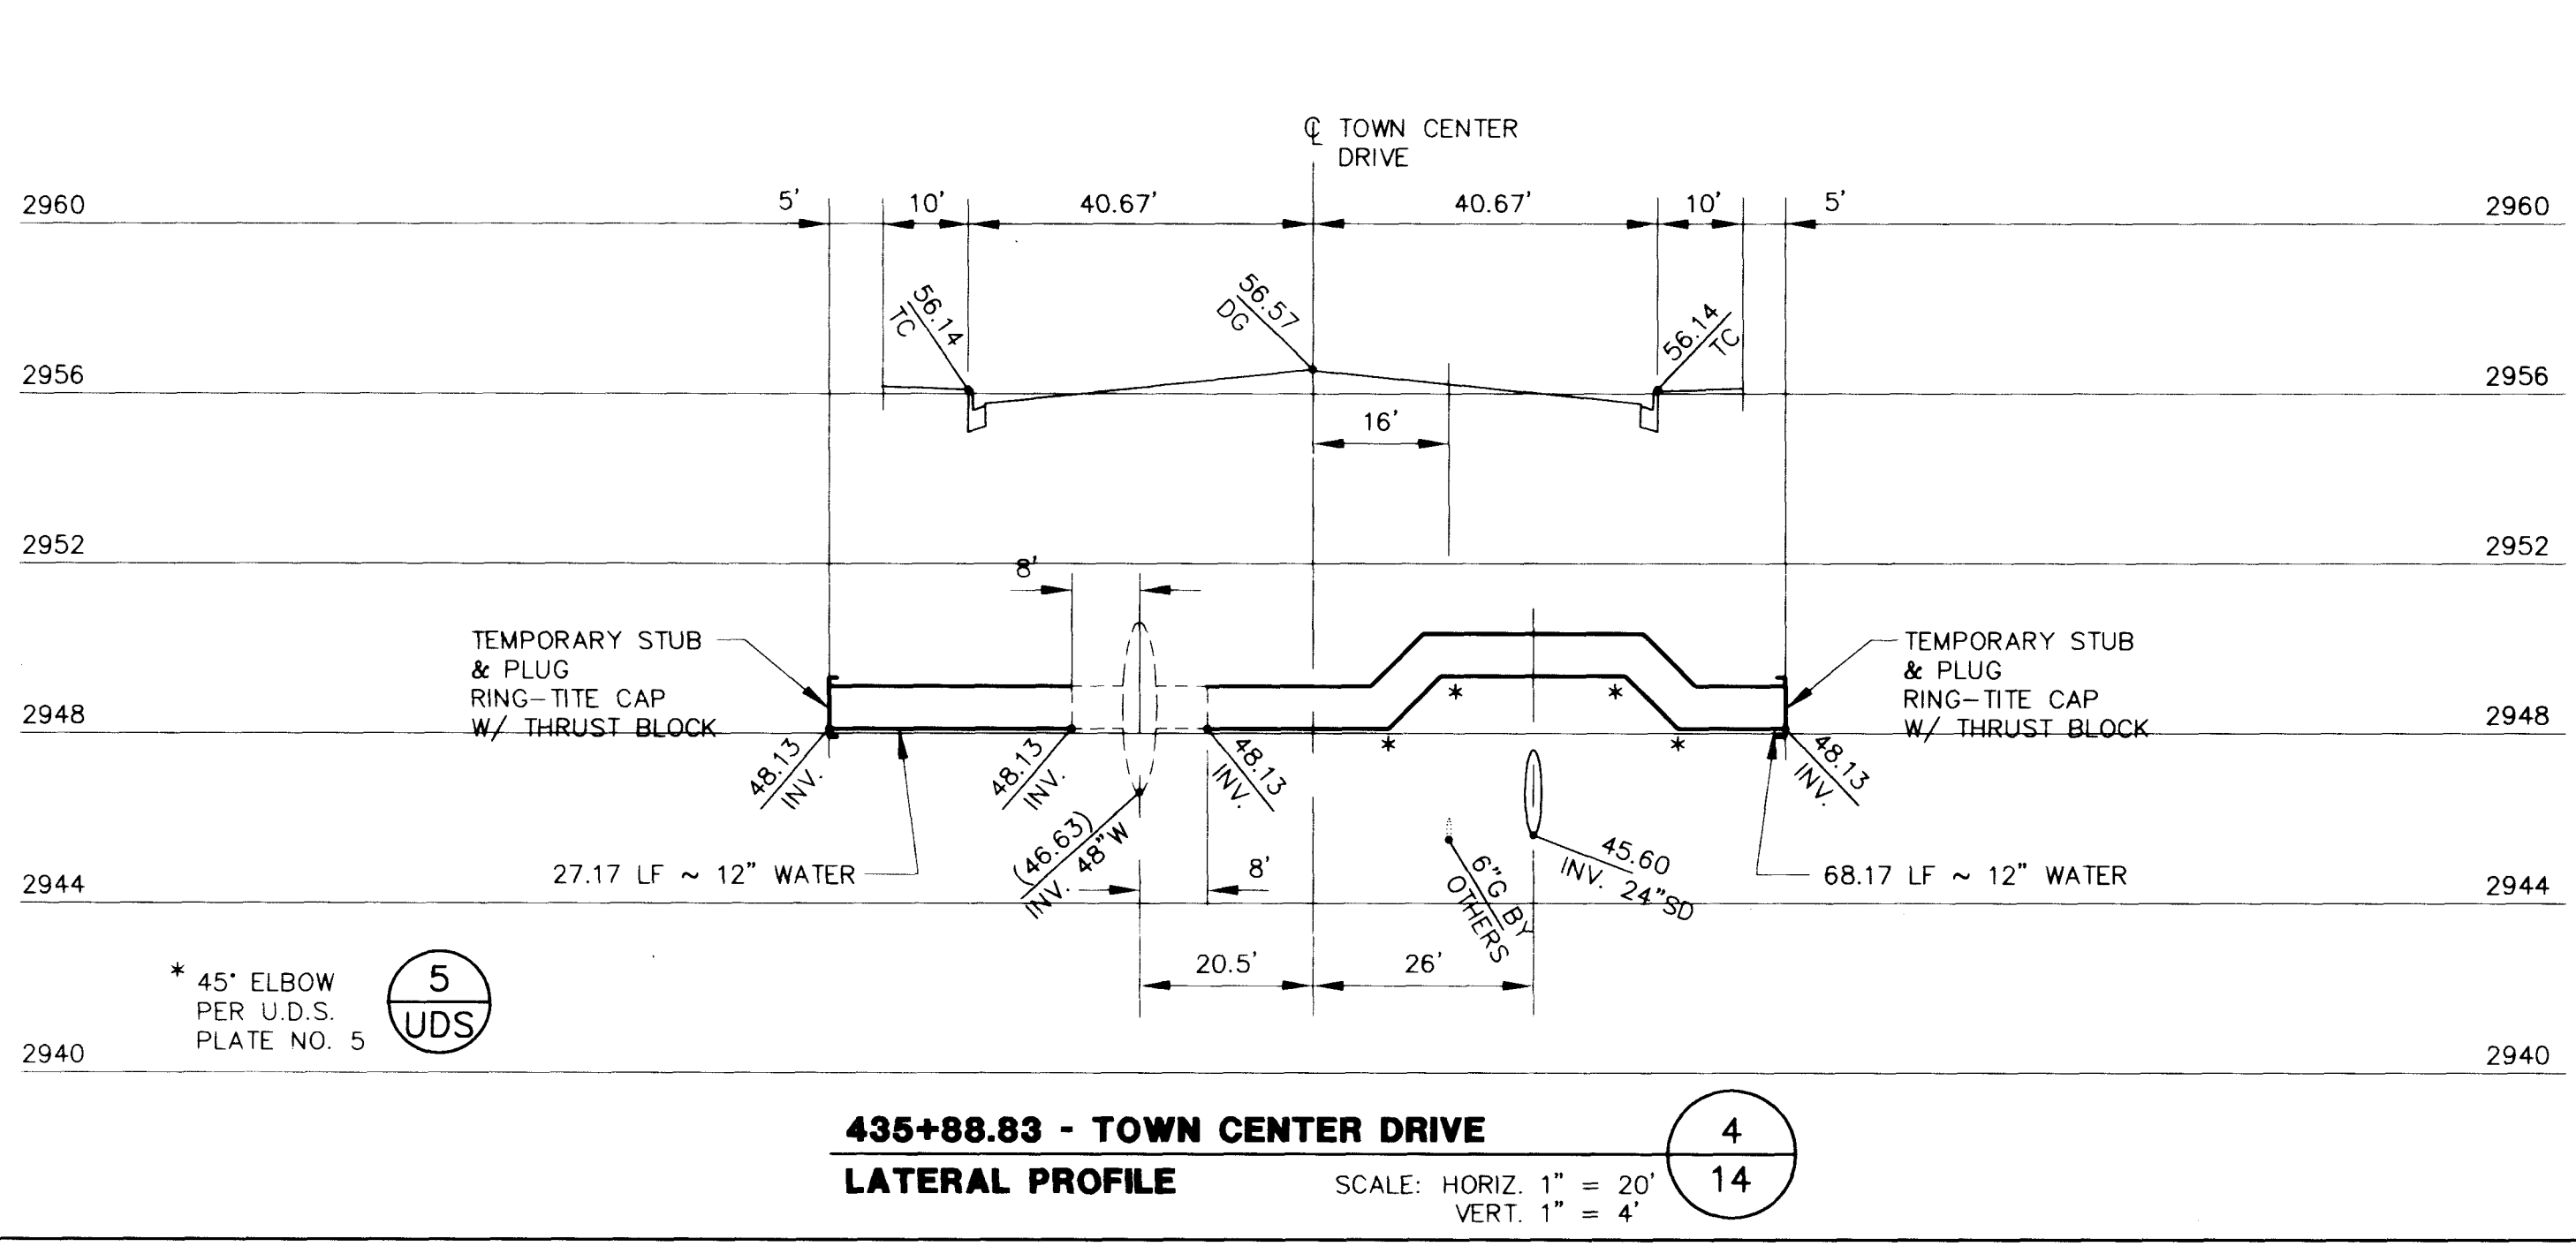 ℄ TOWN CENTER
DRIVE
2960
5'
10'
40.67'
40.67'
10'
5'
2960
56.14
TC
56.57
DG
56.14
TC
2956
2956
16'
2952
2952
8'
TEMPORARY STUB
& PLUG
RING-TITE CAP
W/ THRUST BLOCK
TEMPORARY STUB
& PLUG
RING-TITE CAP
W/ THRUST BLOCK
2948
2948
* *
* *
48.13
INV.
48.13
INV.
48.13
INV.
48.13
INV.
(46.63)
INV. 48"W
27.17 LF ~ 12" WATER
8'
6"G BY
OTHERS
45.60
INV. 24"SD
68.17 LF ~ 12" WATER
2944
2944
20.5'
26'
* 45° ELBOW
PER U.D.S.
PLATE NO. 5
5
UDS
2940
2940
435+88.83 - TOWN CENTER DRIVE
LATERAL PROFILE
SCALE: HORIZ. 1" = 20'
VERT. 1" = 4'
4
14